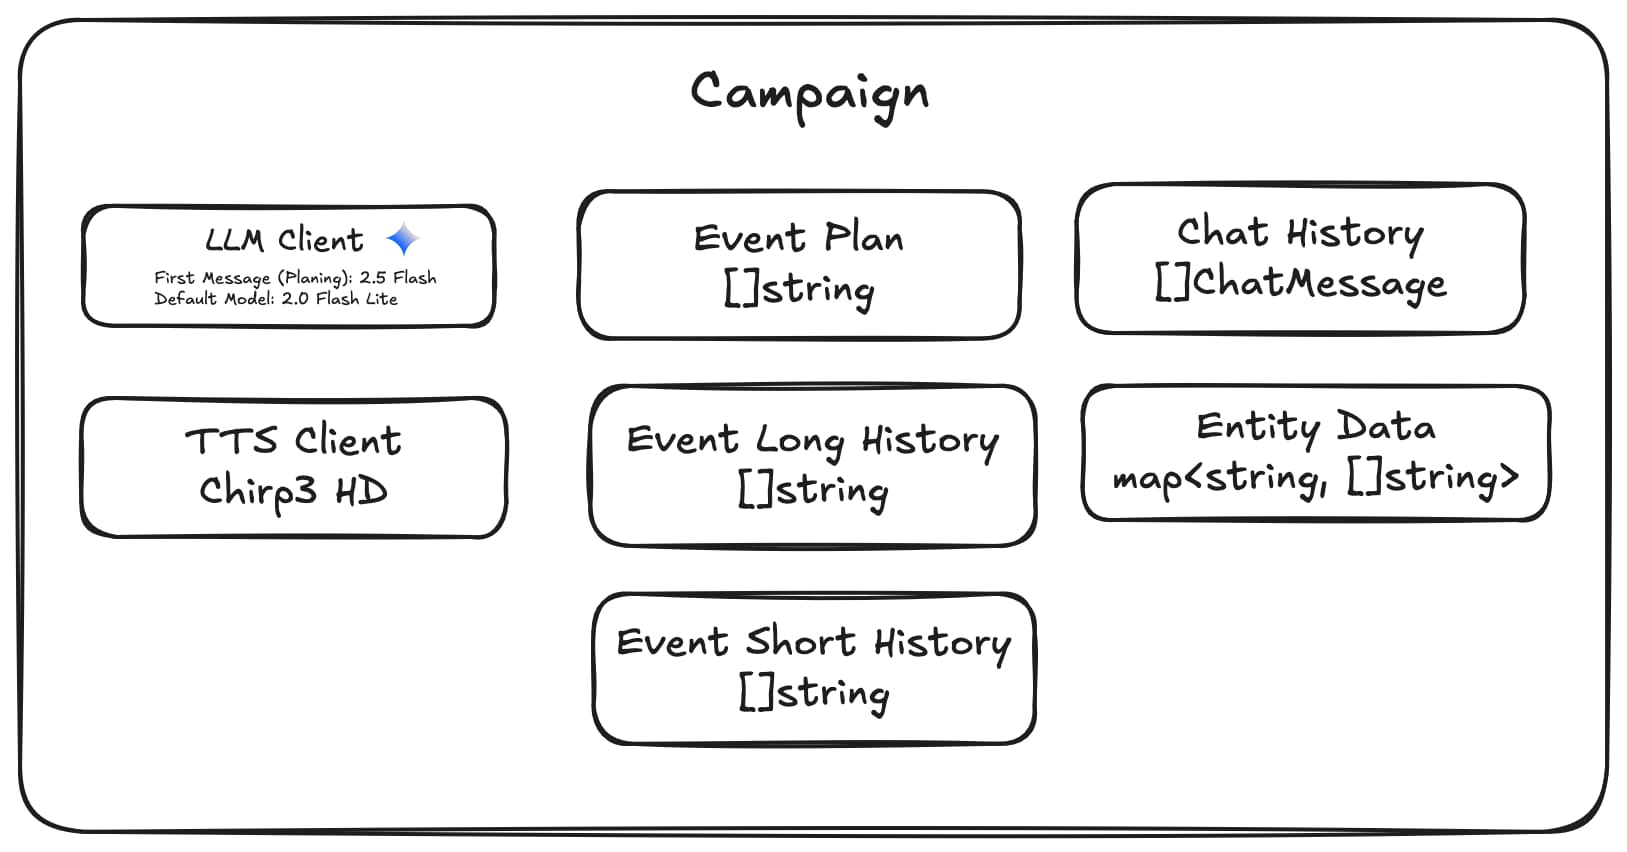 Campaign
LLM Client
First Message (Planing): 2.5 Flash
Default Model: 2.0 Flash Lite
Event Plan
[]string
Chat History
[]ChatMessage
TTS Client
Chirp3 HD
Event Long History
[]string
Entity Data
map<string, []string>
Event Short History
[]string